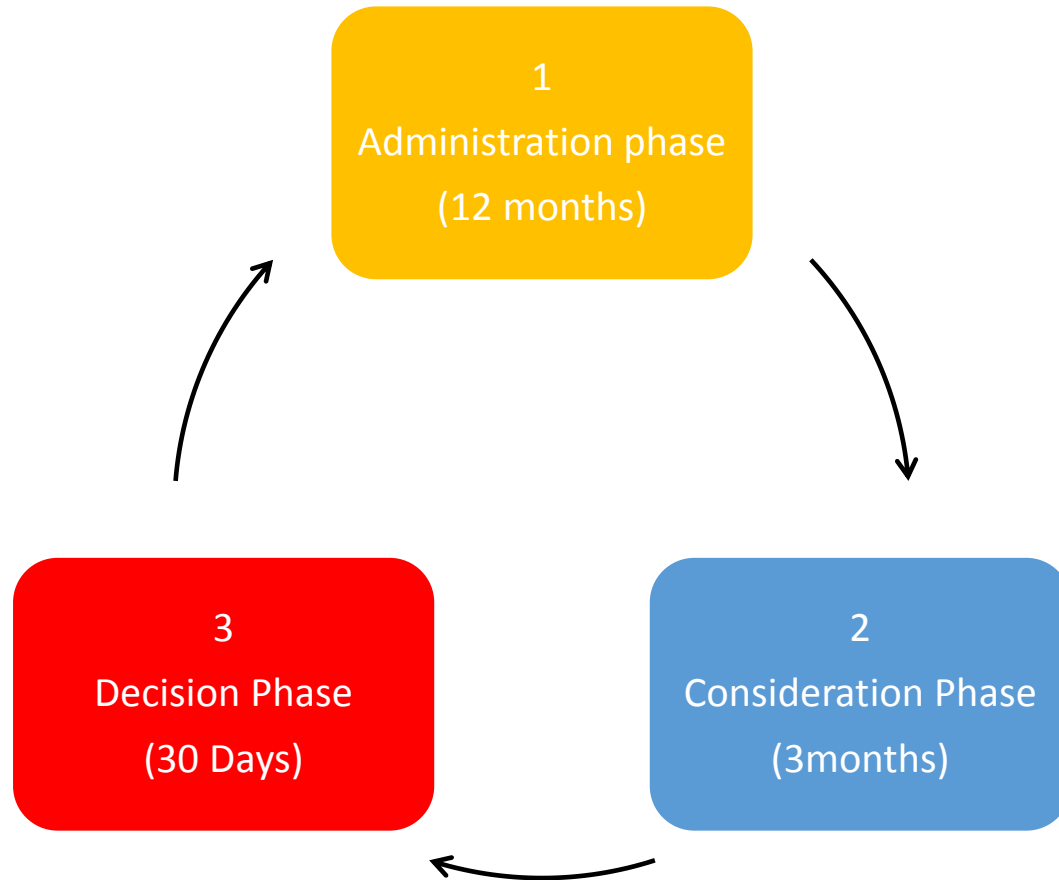 1
Administration phase
(12 months)
2
Consideration Phase
(3months)
3
Decision Phase
(30 Days)